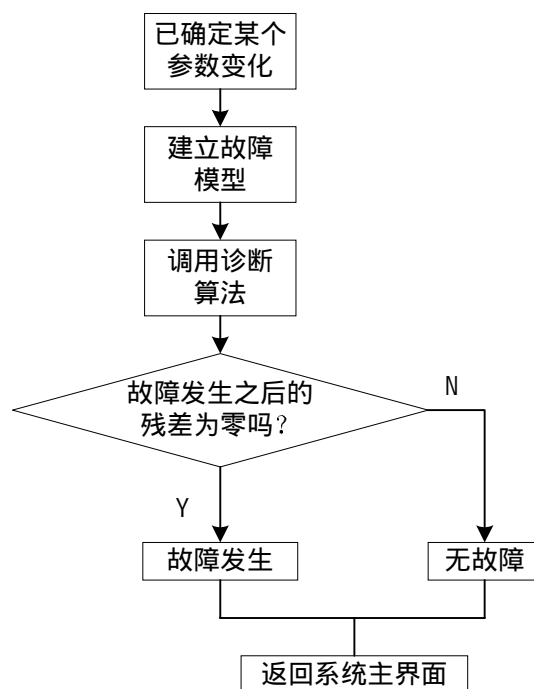 已确定某个
参数变化
建立故障
模型
调用诊断
算法
故障发生之后的
残差为零吗?
N
Y
故障发生
无故障
返回系统主界面